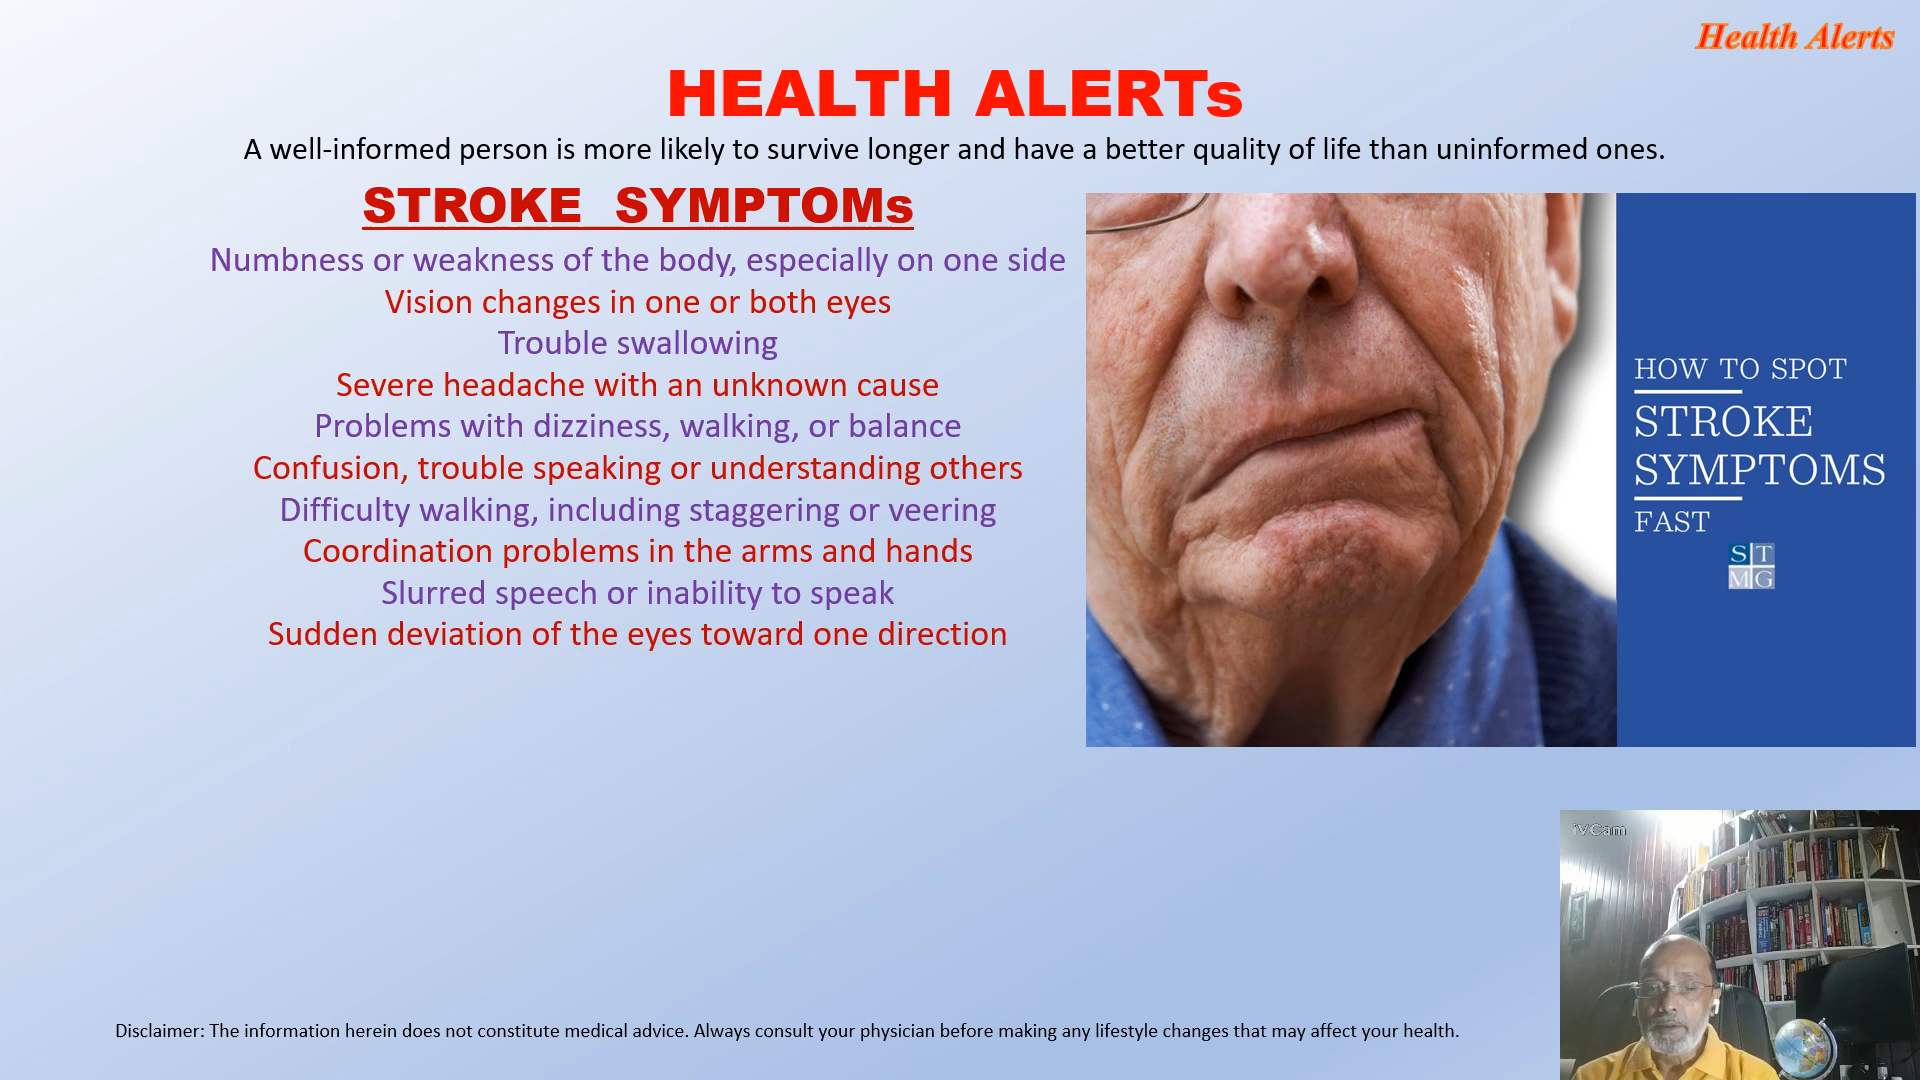 Health Alerts
HEALTH ALERTs
A well-informed person is more likely to survive longer and have a better quality of life than uninformed ones.
STROKE SYMPTOMs
Numbness or weakness of the body, especially on one side
Vision changes in one or both eyes
Trouble swallowing
Severe headache with an unknown cause
Problems with dizziness, walking, or balance
Confusion, trouble speaking or understanding others
Difficulty walking, including staggering or veering
Coordination problems in the arms and hands
Slurred speech or inability to speak
Sudden deviation of the eyes toward one direction
HOW TO SPOT
STROKE
SYMPTOMS
FAST
S T
M G
iVCam
Disclaimer: The information herein does not constitute medical advice. Always consult your physician before making any lifestyle changes that may affect your health.